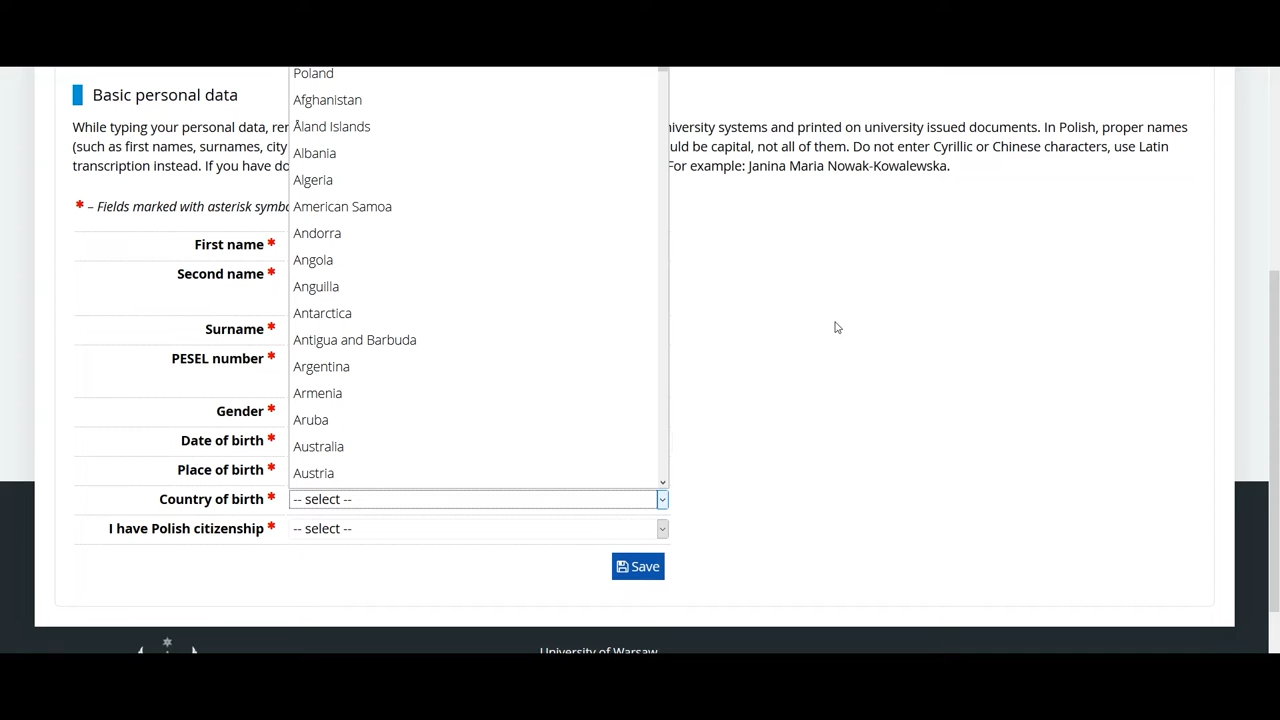 Poland
Basic personal data
Afghanistan
While typing your personal data, rer
Åland Islands
niversity systems and printed on university issued documents. In Polish, proper names
(such as first names, surnames, city
Albania
uld be capital, not all of them. Do not enter Cyrillic or Chinese characters, use Latin
transcription instead. If you have do
Algeria
For example: Janina Maria Nowak-Kowalewska.
* – Fields marked with asterisk symbo
American Samoa
Andorra
First name *
Angola
Second name *
Anguilla
Antarctica
Surname *
Antigua and Barbuda
PESEL number *
Argentina
Armenia
Gender *
Aruba
Date of birth *
Australia
Place of birth *
Austria
Country of birth * -- select --
I have Polish citizenship * -- select --
Save
University of Warsaw